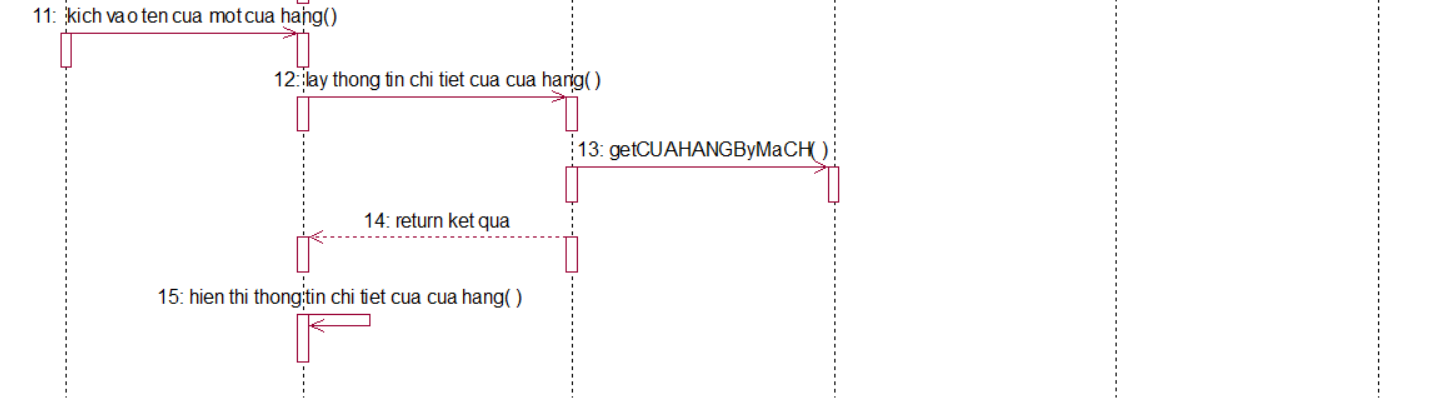 11: kich vao ten cua mot cua hang()
12: lay thong tin chi tiet cua cua hang( )
13: getCUAHANGByMaCH( )
14: return ket qua
15: hien thi thong tin chi tiet cua cua hang( )